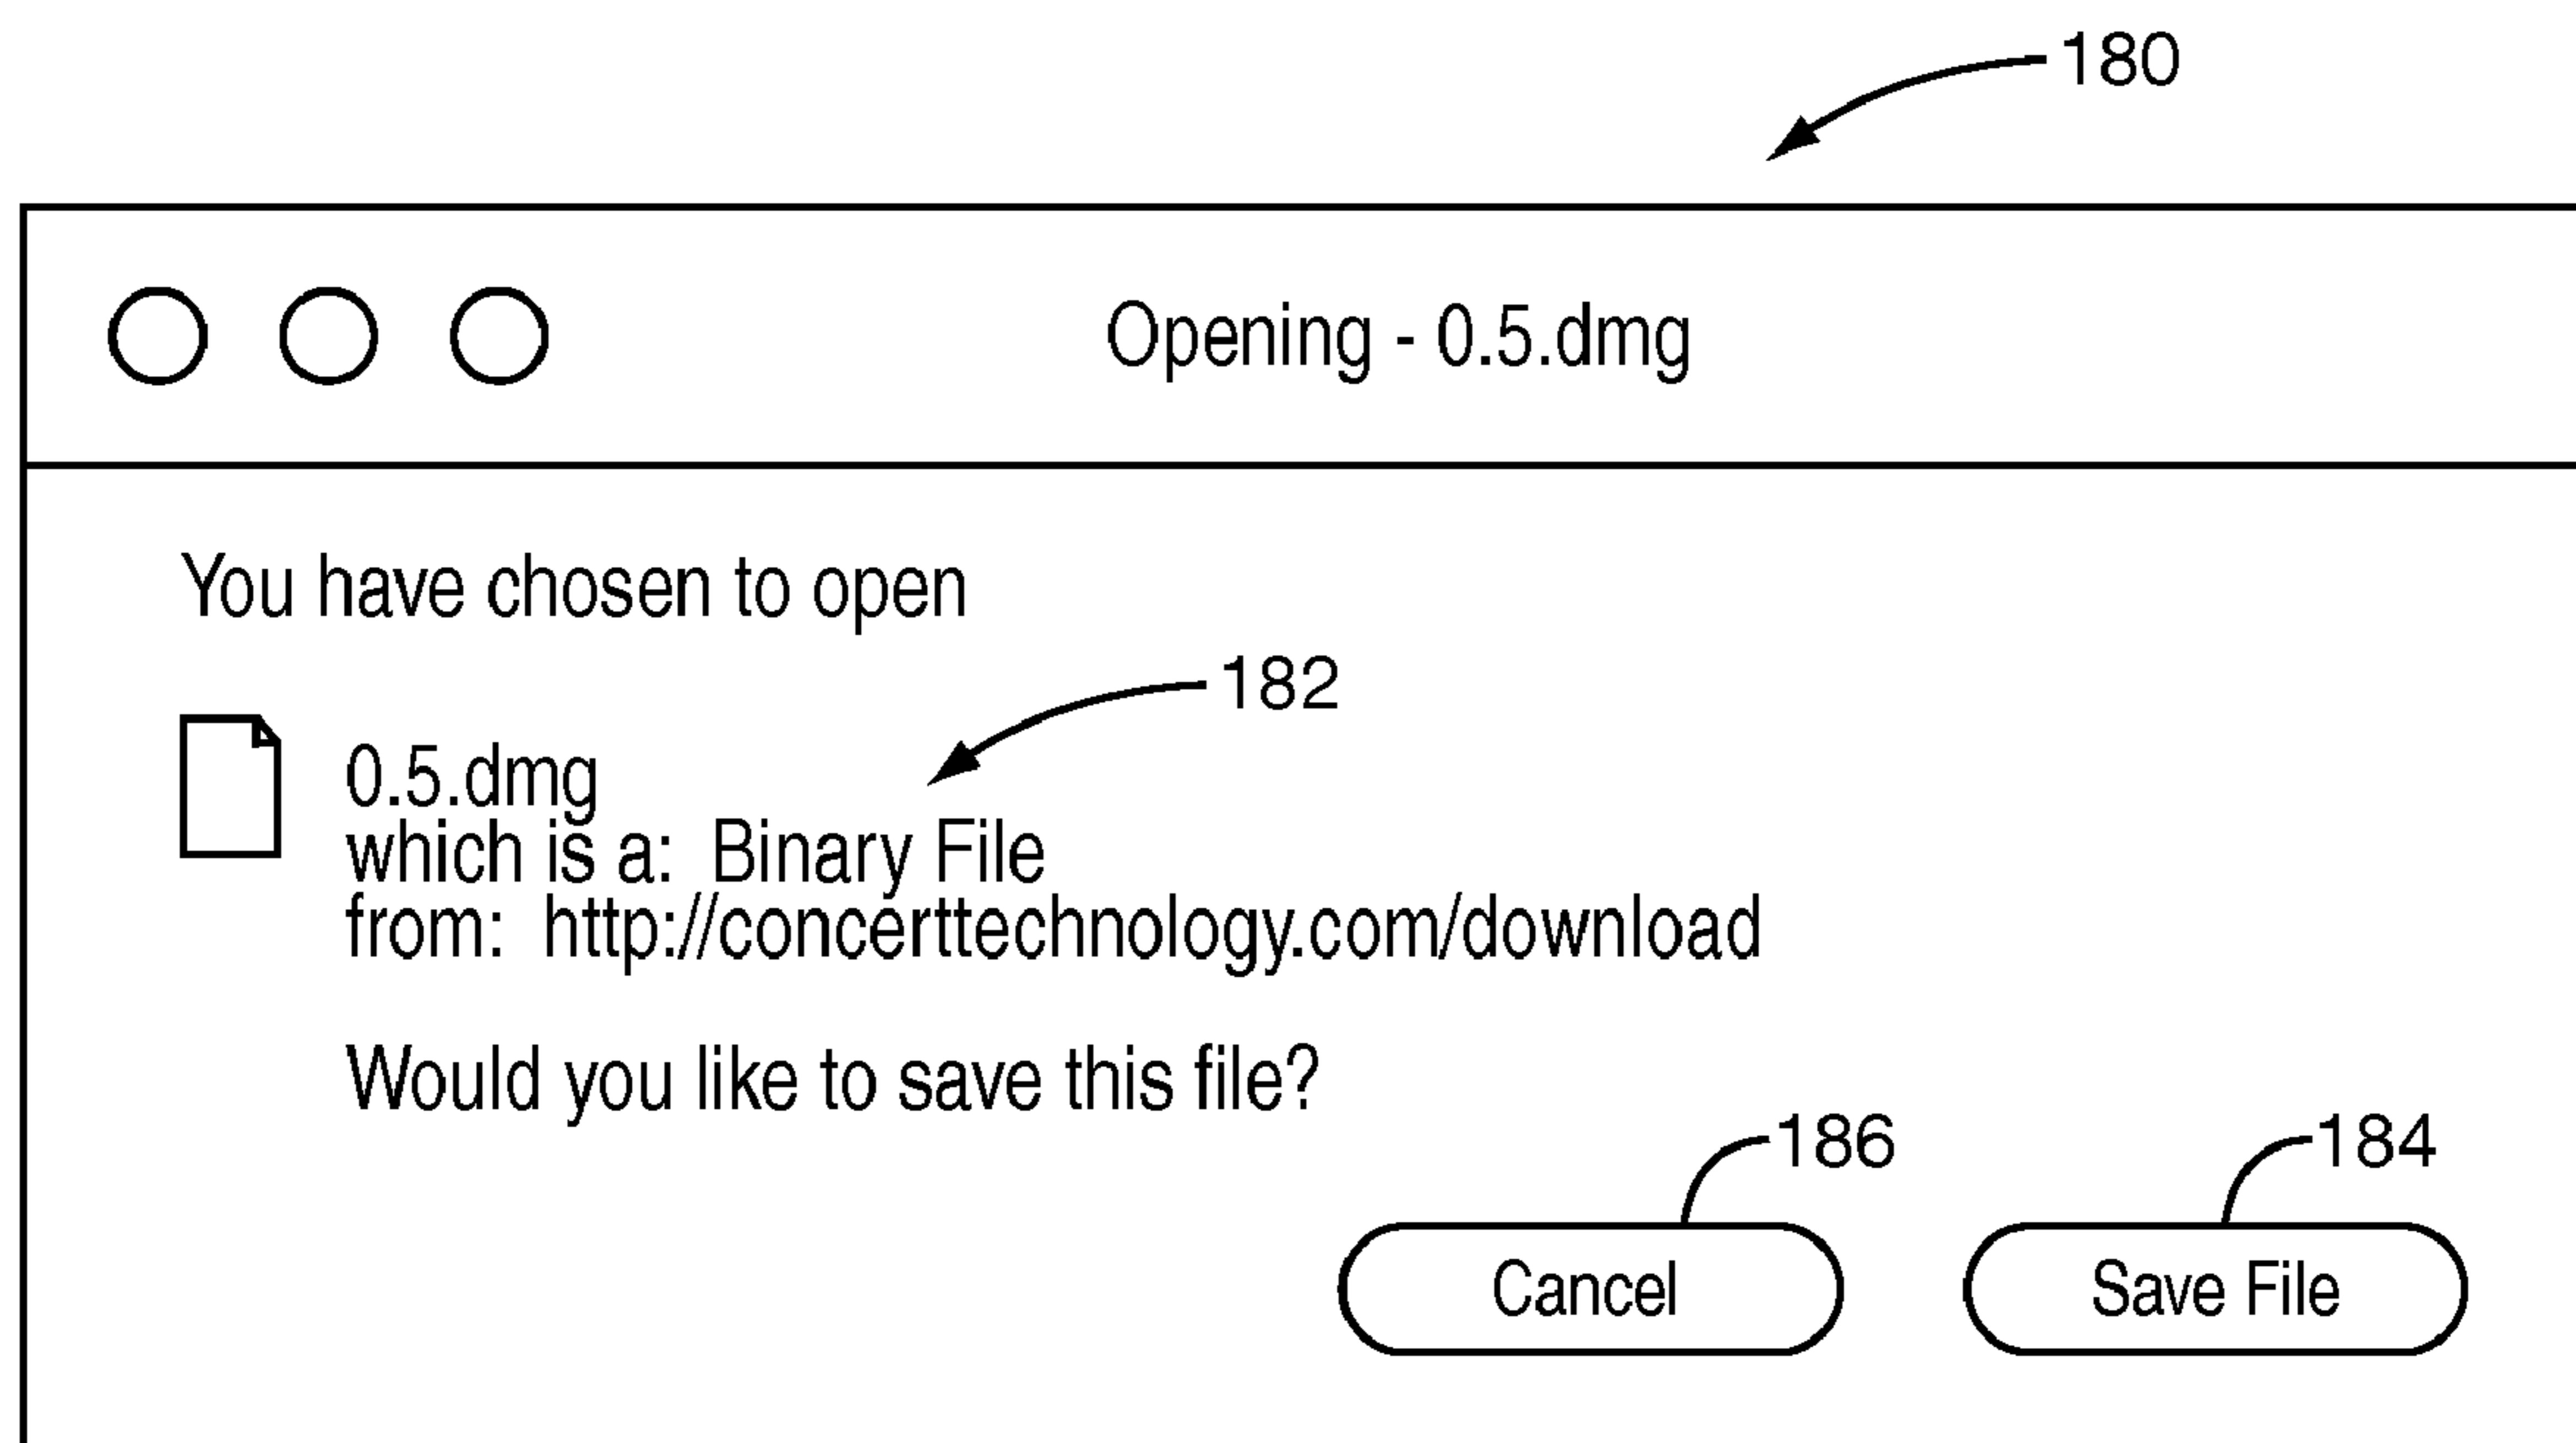 180
Opening - 0.5.dmg
You have chosen to open
182
0.5.dmg
which is a: Binary File
from: http://concerttechnology.com/download
Would you like to save this file?
186 184
Cancel Save File